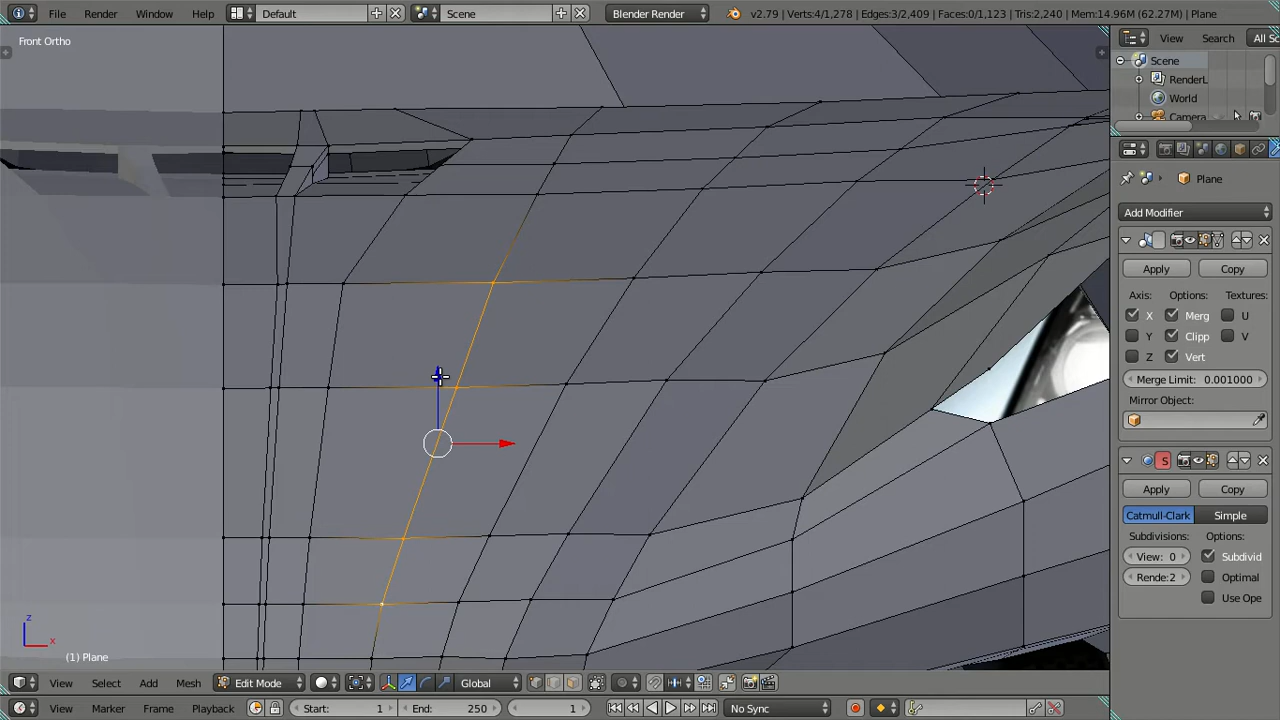 File Render Window Help Default Scene Blender Render v2.79 | Verts:4/1,278 | Edges:3/2,409 | Faces:0/1,123 | Tris:2,240 | Mem:14.96M (62.27M) | Plane
Front Ortho
View Search All Sc
Scene
RenderL
World
Camera
Plane
Add Modifier
Apply Copy
Axis: Options: Textures:
X Merg U
Y Clipp V
Z Vert
Merge Limit: 0.001000
Mirror Object:
S
Apply Copy
Catmull-Clark Simple
Subdivisions: Options:
View: 0 Subdivid
Rende:2 Optimal
Use Ope
z
x
(1) Plane
View Select Add Mesh Edit Mode Global
View Marker Frame Playback Start: 1 End: 250 1 No Sync